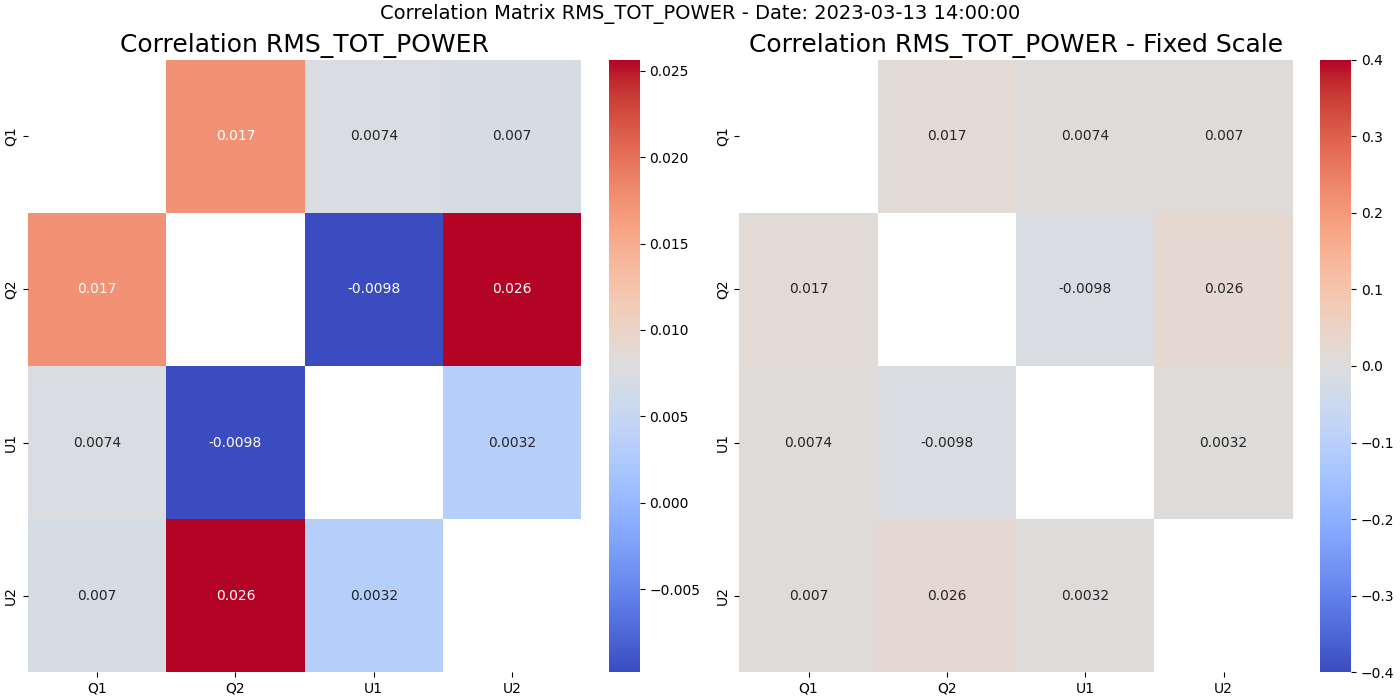 Correlation Matrix RMS_TOT_POWER - Date: 2023-03-13 14:00:00
Correlation RMS_TOT_POWER
Q1
0.017
0.0074
0.007
Q2
0.017
-0.0098
0.026
U1
0.0074
-0.0098
0.0032
U2
0.007
0.026
0.0032
Q1
Q2
U1
U2
0.025
0.020
0.015
0.010
0.005
0.000
−0.005
Correlation RMS_TOT_POWER - Fixed Scale
Q1
0.017
0.0074
0.007
Q2
0.017
-0.0098
0.026
U1
0.0074
-0.0098
0.0032
U2
0.007
0.026
0.0032
Q1
Q2
U1
U2
0.4
0.3
0.2
0.1
0.0
−0.1
−0.2
−0.3
−0.4